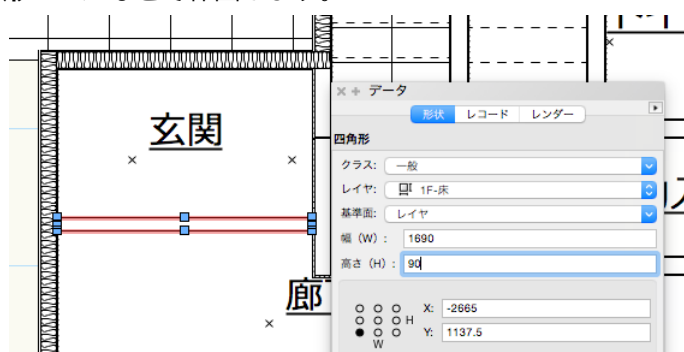 玄関
廊
データ
形状 レコード レンダー
四角形
クラス: 一般
レイヤ: 1F-床
基準面: レイヤ
幅 (W) : 1690
高さ (H) : 90
X: -2665
H
Y: 1137.5
W